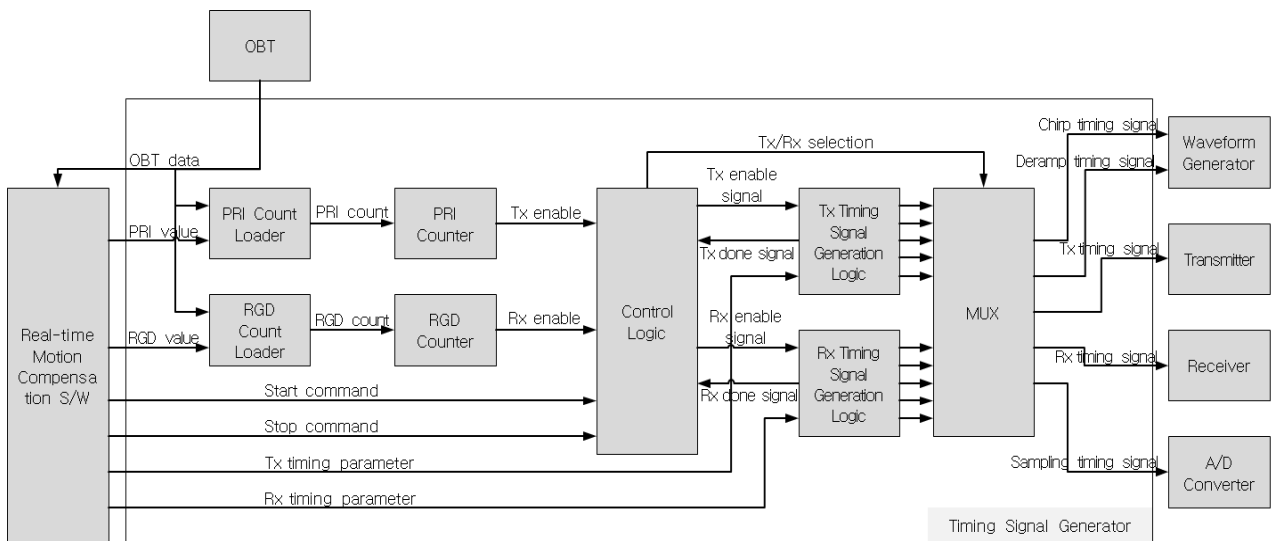 OBT
OBT data
Real-time
Motion
Compensa
tion S/W
PRI value
PRI Count
Loader
PRI count
PRI
Counter
Tx enable
RGD value
RGD
Count
Loader
RGD count
RGD
Counter
Rx enable
Start command
Stop command
Tx timing parameter
Rx timing parameter
Control
Logic
Tx/Rx selection
Tx enable
signal
Tx done signal
Tx Timing
Signal
Generation
Logic
Rx enable
signal
Rx done signal
Rx Timing
Signal
Generation
Logic
MUX
Chirp timing signal
Deramp timing signal
Tx timing signal
Rx timing signal
Sampling timing signal
Waveform
Generator
Transmitter
Receiver
A/D
Converter
Timing Signal Generator